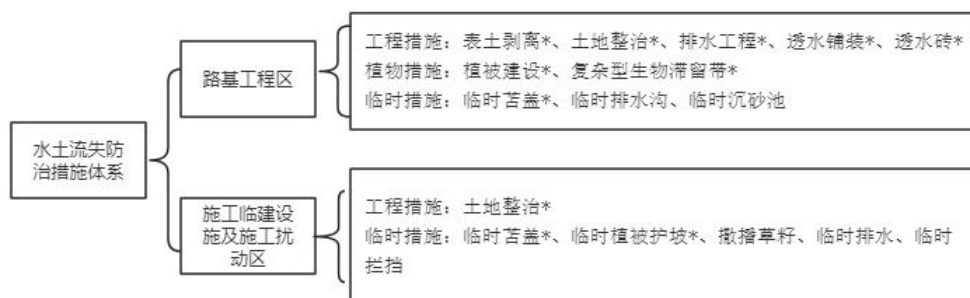 水土流失防
治措施体系
路基工程区
工程措施：表土剥离*、土地整治*、排水工程*、透水铺装*、透水砖*
植物措施：植被建设*、复杂型生物滞留带*
临时措施：临时苫盖*、临时排水沟、临时沉砂池
施工临建设
施及施工扰
动区
工程措施：土地整治*
临时措施：临时苫盖*、临时植被护坡*、撒播草籽、临时排水、临时
拦挡